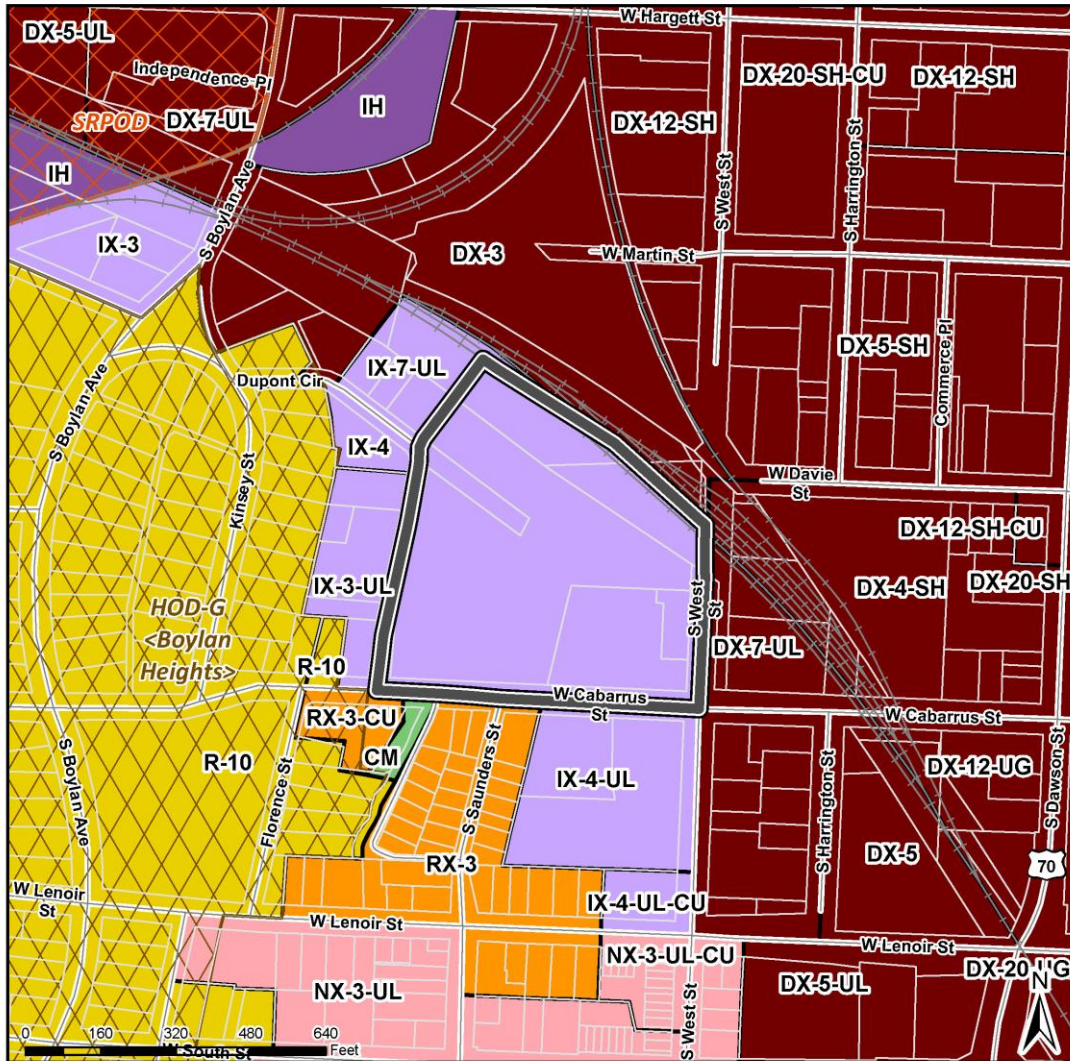 W Hargett St
DX-5-UL
Independence Pl
IH
DX-20-SH-CU
DX-12-SH
SRPOD
DX-7-UL
DX-12-SH
IH
S Boylan Ave
S West St
S Harrington St
IX-3
DX-3
W Martin St
DX-5-SH
Commerce Pl
IX-7-UL
Dupont Cir
S Boylan Ave
IX-4
Kinsey St
W Davie
St
DX-12-SH-CU
DX-4-SH
DX-20-SH
IX-3-UL
S West
St
HOD-G
<Boylan
Heights>
DX-7-UL
R-10
W Cabarrus
St
W Cabarrus St
RX-3-CU
CM
R-10
S Boylan Ave
Florence St
S Saunders St
IX-4-UL
DX-12-UG
S Harrington St
S Dawson St
DX-5
RX-3
70
W Lenoir
St
IX-4-UL-CU
W Lenoir St
W Lenoir St
NX-3-UL-CU
DX-5-UL
DX-20-UG
NX-3-UL
S West St
N
0 160 320 480 640
Feet
W South St